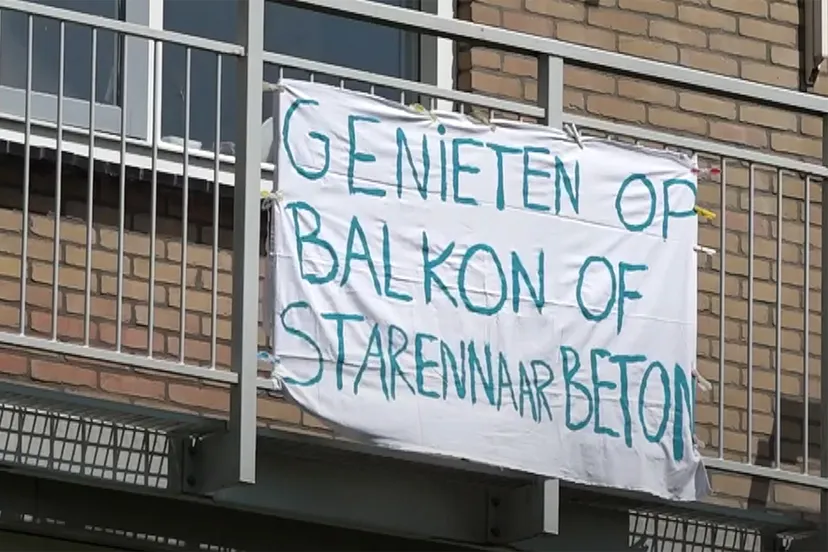 GENiETEN OP
BALKON OF
STARENNAAR BETON